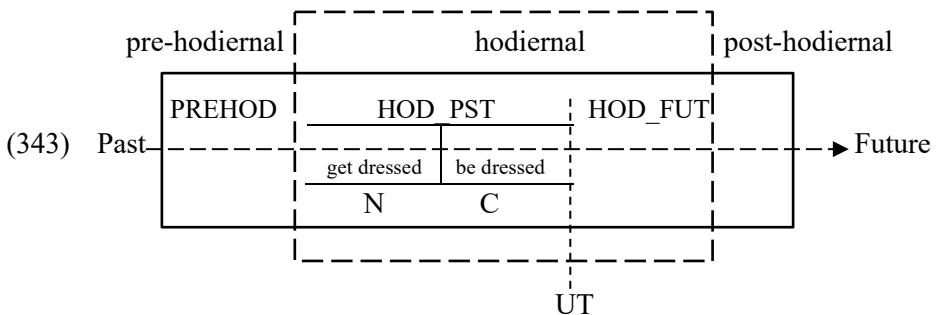 pre-hodiernal hodiernal post-hodiernal
PREHOD HOD_PST HOD_FUT
(343) Past Future
get dressed be dressed
N C
UT